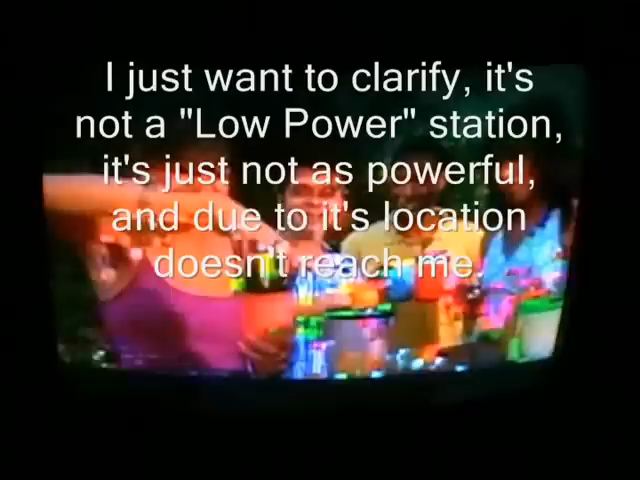 I just want to clarify, it's
not a "Low Power" station,
it's just not as powerful,
and due to it's location
doesn't reach me.